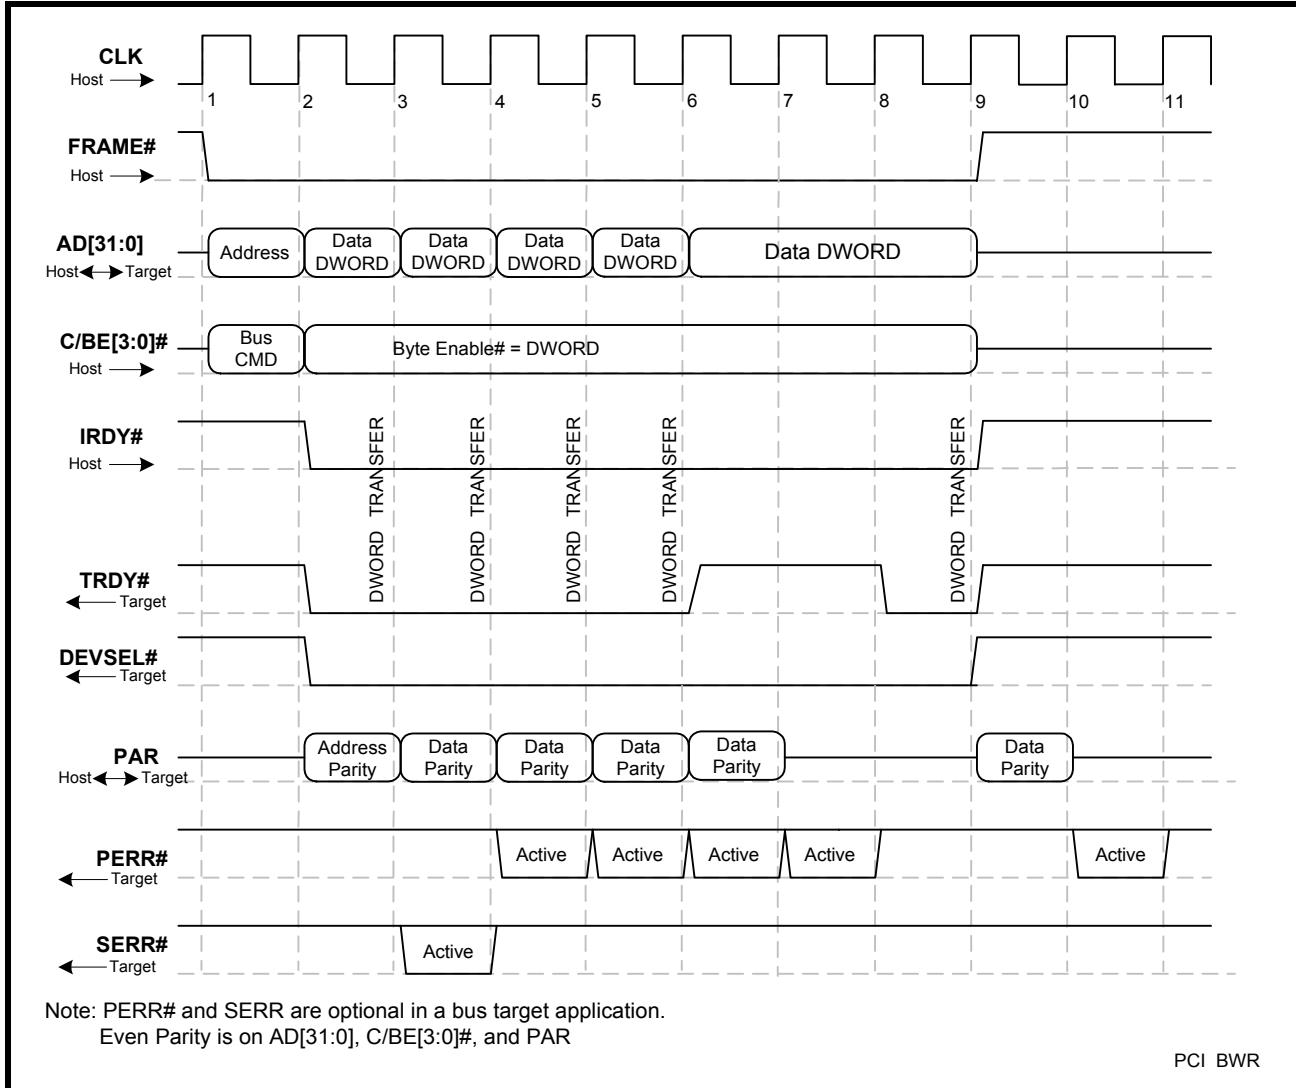 CLK
Host
1 2 3 4 5 6 7 8 9 10 11
FRAME#
Host
AD[31:0]
Host Target
Address
Data
DWORD
Data
DWORD
Data
DWORD
Data
DWORD
Data DWORD
C/BE[3:0]#
Host
Bus
CMD
Byte Enable# = DWORD
IRDY#
Host
DWORD TRANSFER
DWORD TRANSFER
DWORD TRANSFER
DWORD TRANSFER
DWORD TRANSFER
TRDY#
Target
DEVSEL#
Target
PAR
Host Target
Address
Parity
Data
Parity
Data
Parity
Data
Parity
Data
Parity
Data
Parity
PERR#
Target
Active
Active
Active
Active
Active
SERR#
Target
Active
Note: PERR# and SERR are optional in a bus target application.
Even Parity is on AD[31:0], C/BE[3:0]#, and PAR
PCI BWR